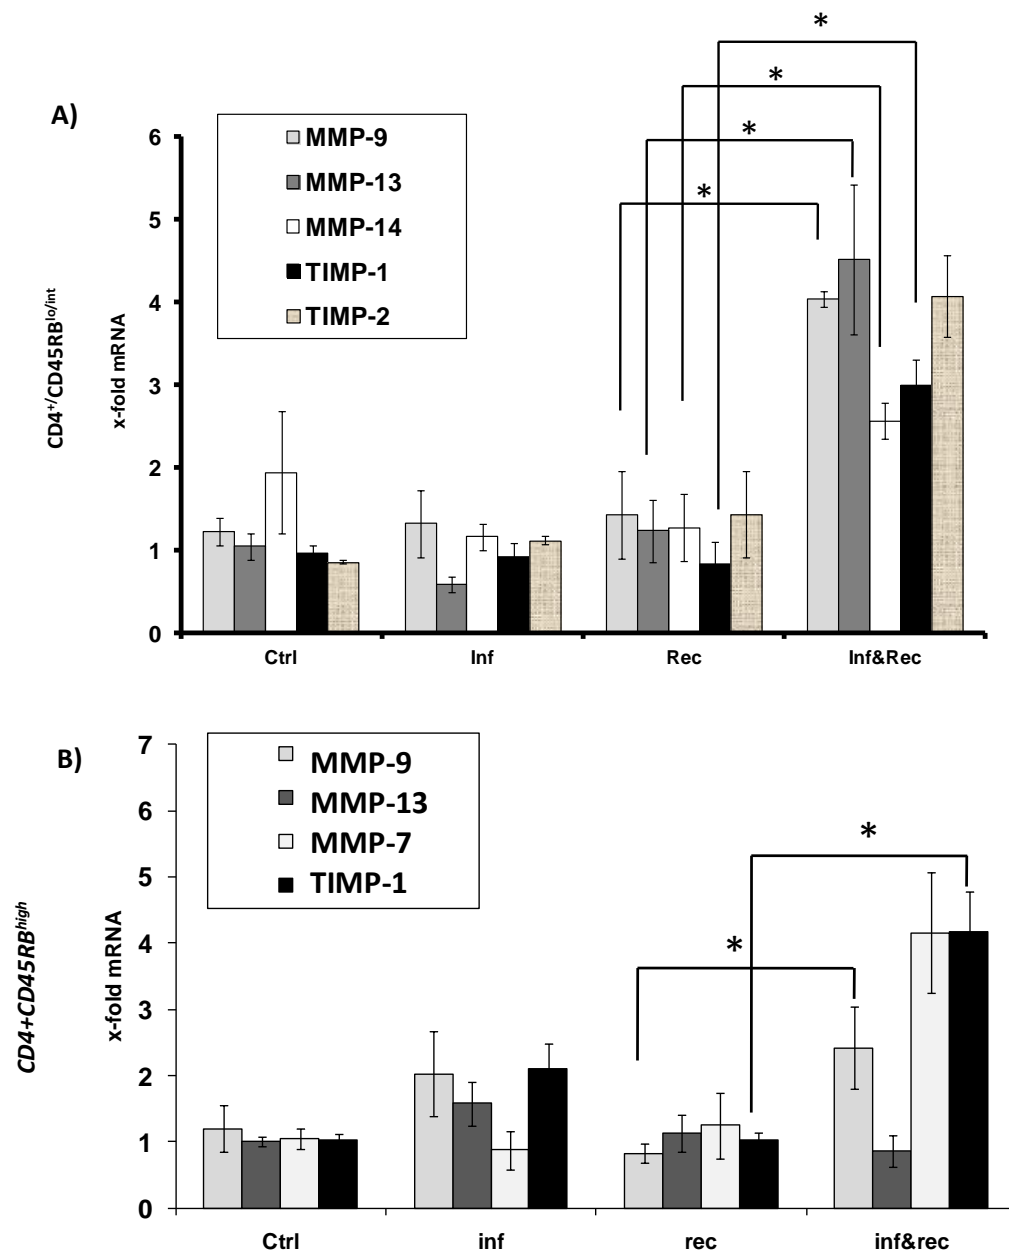 *
*
A)
6
MMP-9
*
MMP-13
*
5
MMP-14
TIMP-1
4
TIMP-2
CD4+/CD45RBlo/int
x-fold mRNA
3
2
1
0
Ctrl
Inf
Rec
Inf&Rec
B)
7
MMP-9
6
MMP-13
*
MMP-7
5
TIMP-1
*
4
CD4+CD45RBhigh
x-fold mRNA
3
2
1
0
Ctrl
inf
rec
inf&rec